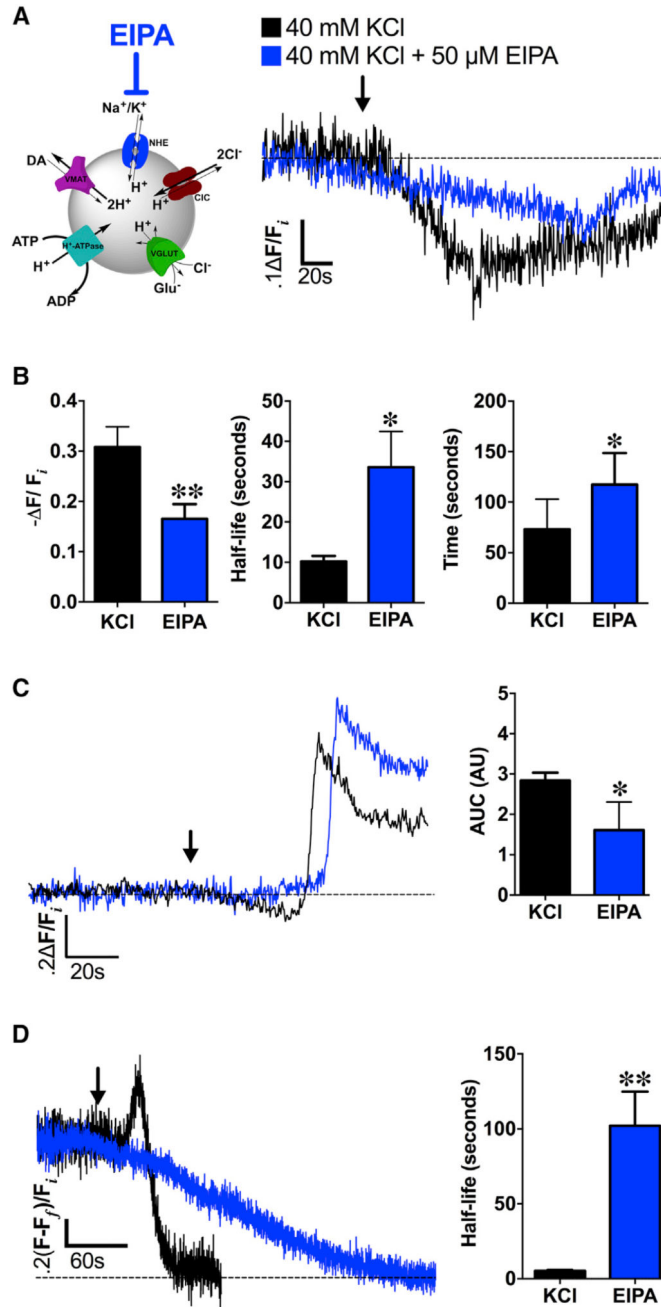 A
EIPA
40 mM KCl
40 mM KCl + 50 µM EIPA
Na⁺/K⁺
NHE
2Cl⁻
DA
VMAT
H⁺
ClC
2H⁺
H⁺
H⁺
ATP
H⁺-ATPase
VGLUT
H⁺
Cl⁻
Glu⁻
ADP
.1ΔF/Fᵢ
20s
B
0.4
0.3
0.2
0.1
0.0
-ΔF/ Fᵢ
**
KCl EIPA
50
40
30
20
10
0
Half-life (seconds)
*
KCl EIPA
200
150
100
50
0
Time (seconds)
*
KCl EIPA
C
.2ΔF/Fᵢ
20s
5
4
3
2
1
0
AUC (AU)
*
KCl EIPA
D
.2(F-F_f)/Fᵢ
60s
150
100
50
0
Half-life (seconds)
**
KCl EIPA